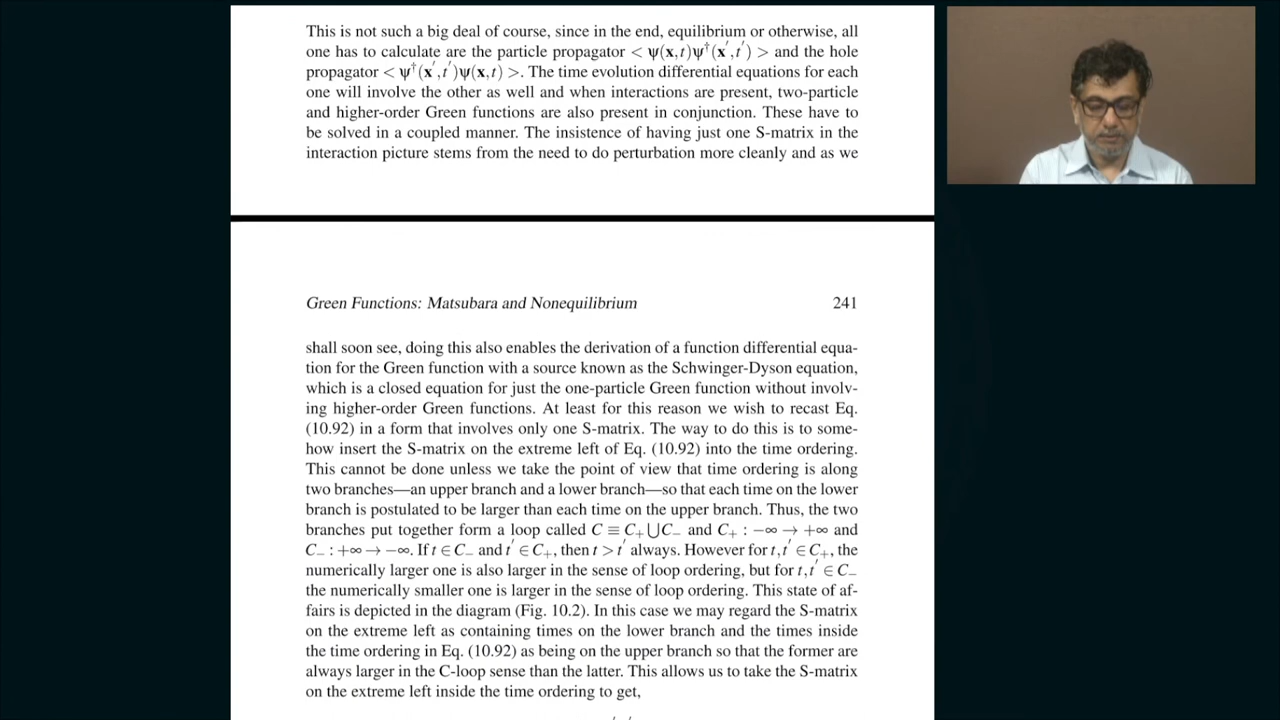 This is not such a big deal of course, since in the end, equilibrium or otherwise, all
one has to calculate are the particle propagator < ψ(x,t)ψ†(x′,t′) > and the hole
propagator < ψ†(x′,t′)ψ(x,t) >. The time evolution differential equations for each
one will involve the other as well and when interactions are present, two-particle
and higher-order Green functions are also present in conjunction. These have to
be solved in a coupled manner. The insistence of having just one S-matrix in the
interaction picture stems from the need to do perturbation more cleanly and as we
Green Functions: Matsubara and Nonequilibrium 241
shall soon see, doing this also enables the derivation of a function differential equa-
tion for the Green function with a source known as the Schwinger-Dyson equation,
which is a closed equation for just the one-particle Green function without involv-
ing higher-order Green functions. At least for this reason we wish to recast Eq.
(10.92) in a form that involves only one S-matrix. The way to do this is to some-
how insert the S-matrix on the extreme left of Eq. (10.92) into the time ordering.
This cannot be done unless we take the point of view that time ordering is along
two branches—an upper branch and a lower branch—so that each time on the lower
branch is postulated to be larger than each time on the upper branch. Thus, the two
branches put together form a loop called C ≡ C₊ ⋃ C₋ and C₊ : −∞ → +∞ and
C₋ : +∞ → −∞. If t ∈ C₋ and t′ ∈ C₊, then t > t′ always. However for t,t′ ∈ C₊, the
numerically larger one is also larger in the sense of loop ordering, but for t,t′ ∈ C₋
the numerically smaller one is larger in the sense of loop ordering. This state of af-
fairs is depicted in the diagram (Fig. 10.2). In this case we may regard the S-matrix
on the extreme left as containing times on the lower branch and the times inside
the time ordering in Eq. (10.92) as being on the upper branch so that the former are
always larger in the C-loop sense than the latter. This allows us to take the S-matrix
on the extreme left inside the time ordering to get,